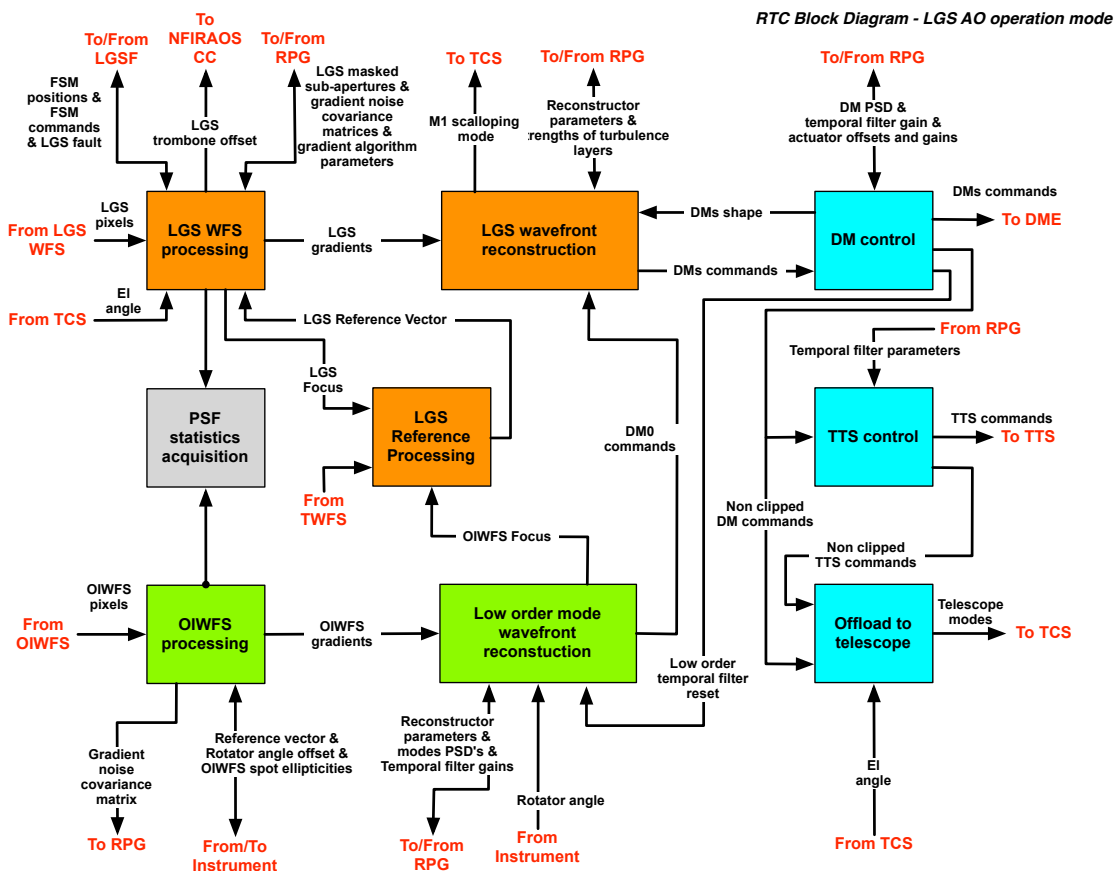 RTC Block Diagram - LGS AO operation mode
To/From
LGSF
To
NFIRAOS
CC
To/From
RPG
To TCS
To/From RPG
To/From RPG
FSM
positions &
FSM
commands
& LGS fault
LGS
trombone offset
LGS masked
sub-apertures &
gradient noise
covariance
matrices &
gradient algorithm
parameters
M1 scalloping
mode
Reconstructor
parameters &
trengths of turbulence
layers
DM PSD &
temporal filter gain &
actuator offsets and gains
From LGS
WFS
LGS
pixels
LGS WFS
processing
LGS
gradients
LGS wavefront
reconstruction
DMs shape
DMs commands
DM control
DMs commands
To DME
From TCS
El
angle
LGS Reference Vector
From RPG
Temporal filter parameters
LGS
Focus
PSF
statistics
acquisition
LGS
Reference
Processing
DM0
commands
TTS control
TTS commands
To TTS
From
TWFS
Non clipped
DM commands
OIWFS Focus
Non clipped
TTS commands
From
OIWFS
OIWFS
pixels
OIWFS
processing
OIWFS
gradients
Low order mode
wavefront
reconstuction
Low order
temporal filter
reset
Offload to
telescope
Telescope
modes
To TCS
Gradient
noise
covariance
matrix
Reference vector &
Rotator angle offset &
OIWFS spot ellipticities
Reconstructor
parameters &
modes PSD's &
Temporal filter gains
Rotator angle
El
angle
To RPG
From/To
Instrument
To/From
RPG
From
Instrument
From TCS